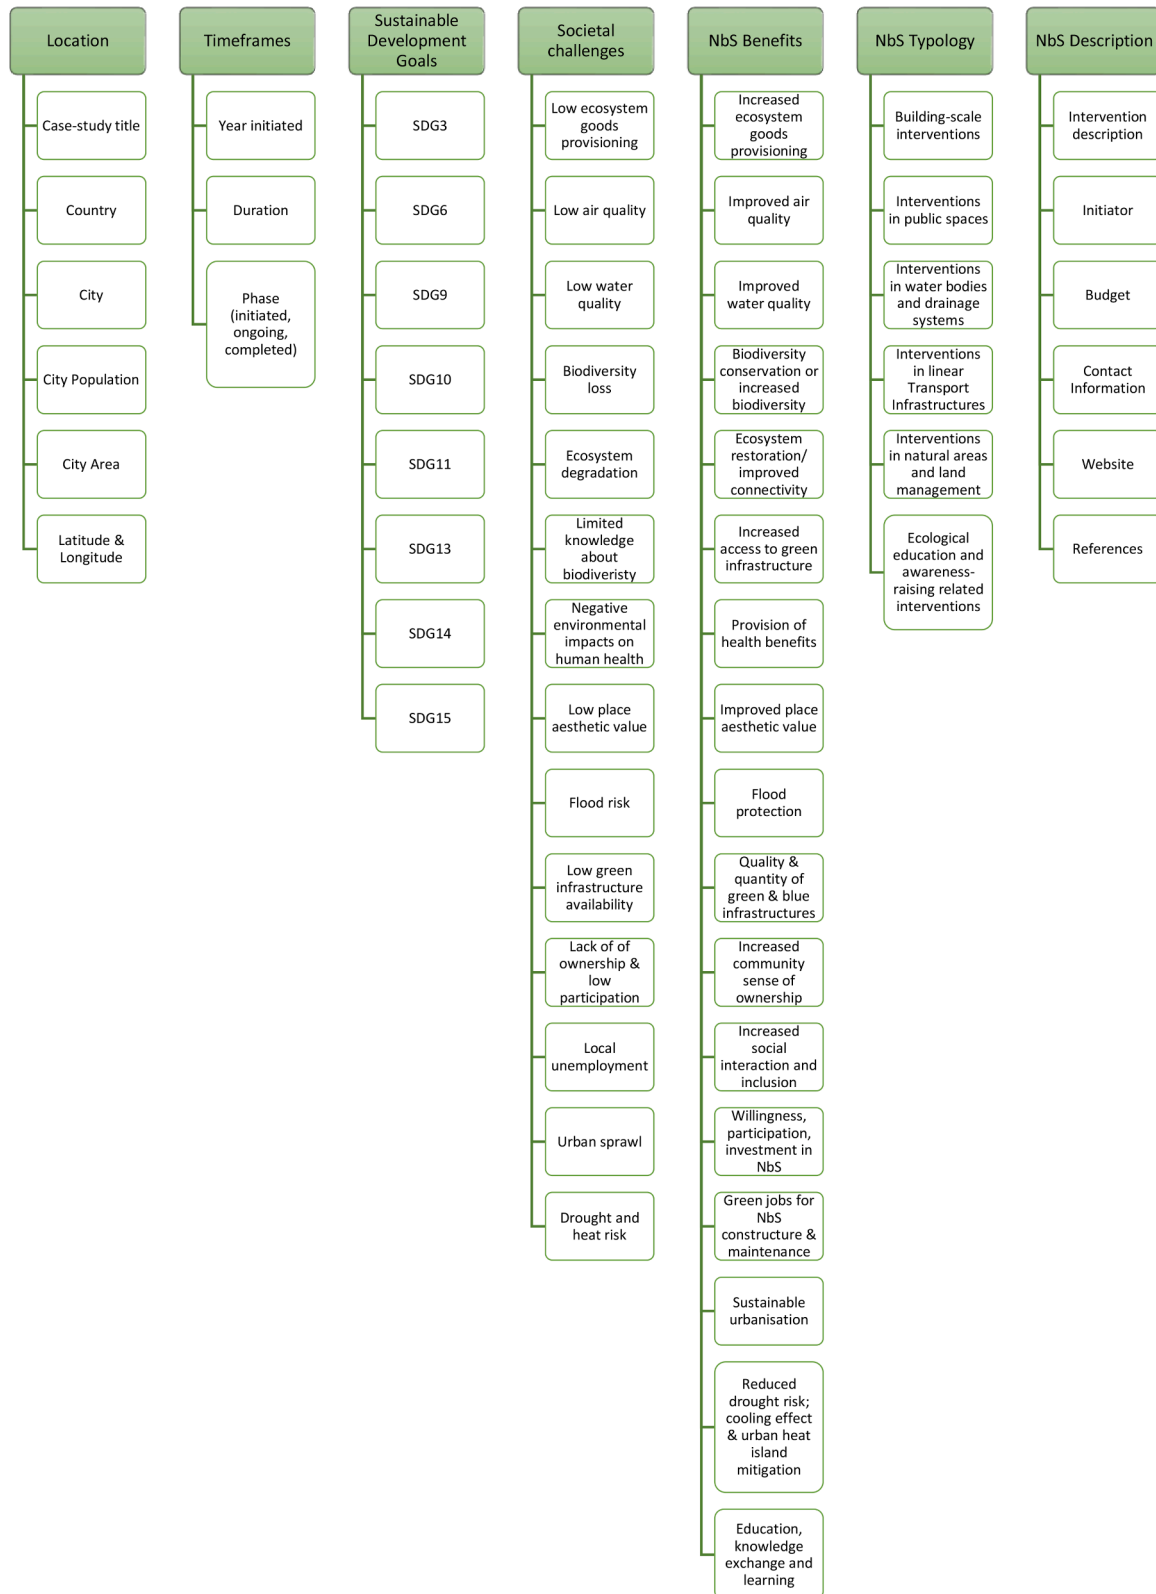 Location
Case-study title
Country
City
City Population
City Area
Latitude &
Longitude
Timeframes
Year initiated
Duration
Phase
(initiated,
ongoing,
completed)
Sustainable
Development
Goals
SDG3
SDG6
SDG9
SDG10
SDG11
SDG13
SDG14
SDG15
Societal
challenges
Low ecosystem
goods
provisioning
Low air quality
Low water
quality
Biodiversity
loss
Ecosystem
degradation
Limited
knowledge
about
biodiveristy
Negative
environmental
impacts on
human health
Low place
aesthetic value
Flood risk
Low green
infrastructure
availability
Lack of of
ownership &
low
participation
Local
unemployment
Urban sprawl
Drought and
heat risk
NbS Benefits
Increased
ecosystem
goods
provisioning
Improved air
quality
Improved
water quality
Biodiversity
conservation or
increased
biodiversity
Ecosystem
restoration/
improved
connectivity
Increased
access to green
infrastructure
Provision of
health benefits
Improved place
aesthetic value
Flood
protection
Quality &
quantity of
green & blue
infrastructures
Increased
community
sense of
ownership
Increased
social
interaction and
inclusion
Willingness,
participation,
investment in
NbS
Green jobs for
NbS
constructure &
maintenance
Sustainable
urbanisation
Reduced
drought risk;
cooling effect
& urban heat
island
mitigation
Education,
knowledge
exchange and
learning
NbS Typology
Building-scale
interventions
Interventions
in public spaces
Interventions
in water bodies
and drainage
systems
Interventions
in linear
Transport
Infrastructures
Interventions
in natural areas
and land
management
Ecological
education and
awareness-
raising related
interventions
NbS Description
Intervention
description
Initiator
Budget
Contact
Information
Website
References